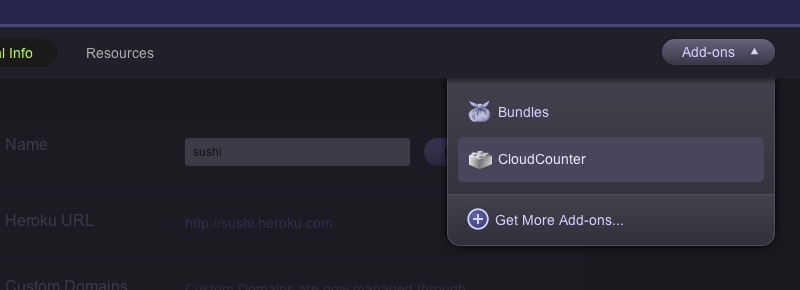 al Info
Resources
Add-ons
Bundles
Name
sushi
CloudCounter
Heroku URL
http://sushi.heroku.com
Get More Add-ons...
Custom Domains
Custom Domains are now managed through